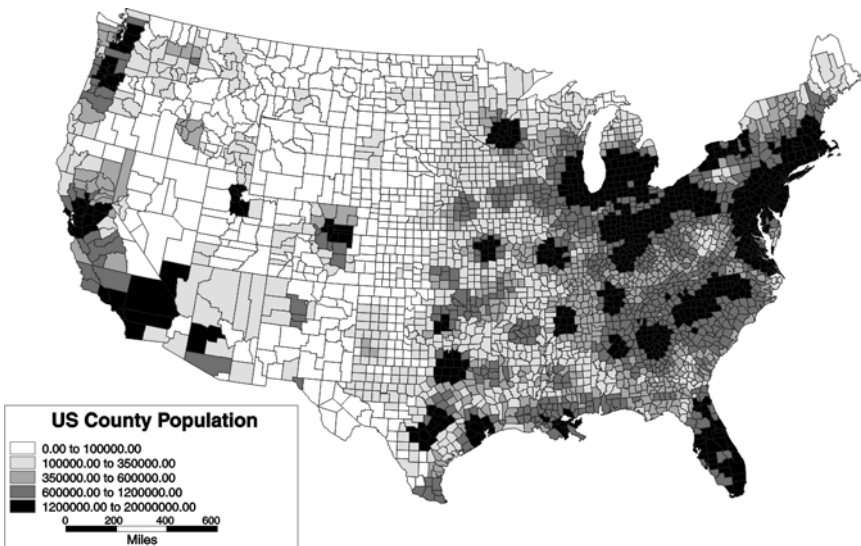 US County Population
0.00 to 100000.00
100000.00 to 350000.00
350000.00 to 600000.00
600000.00 to 1200000.00
1200000.00 to 20000000.00
0 200 400 600
Miles